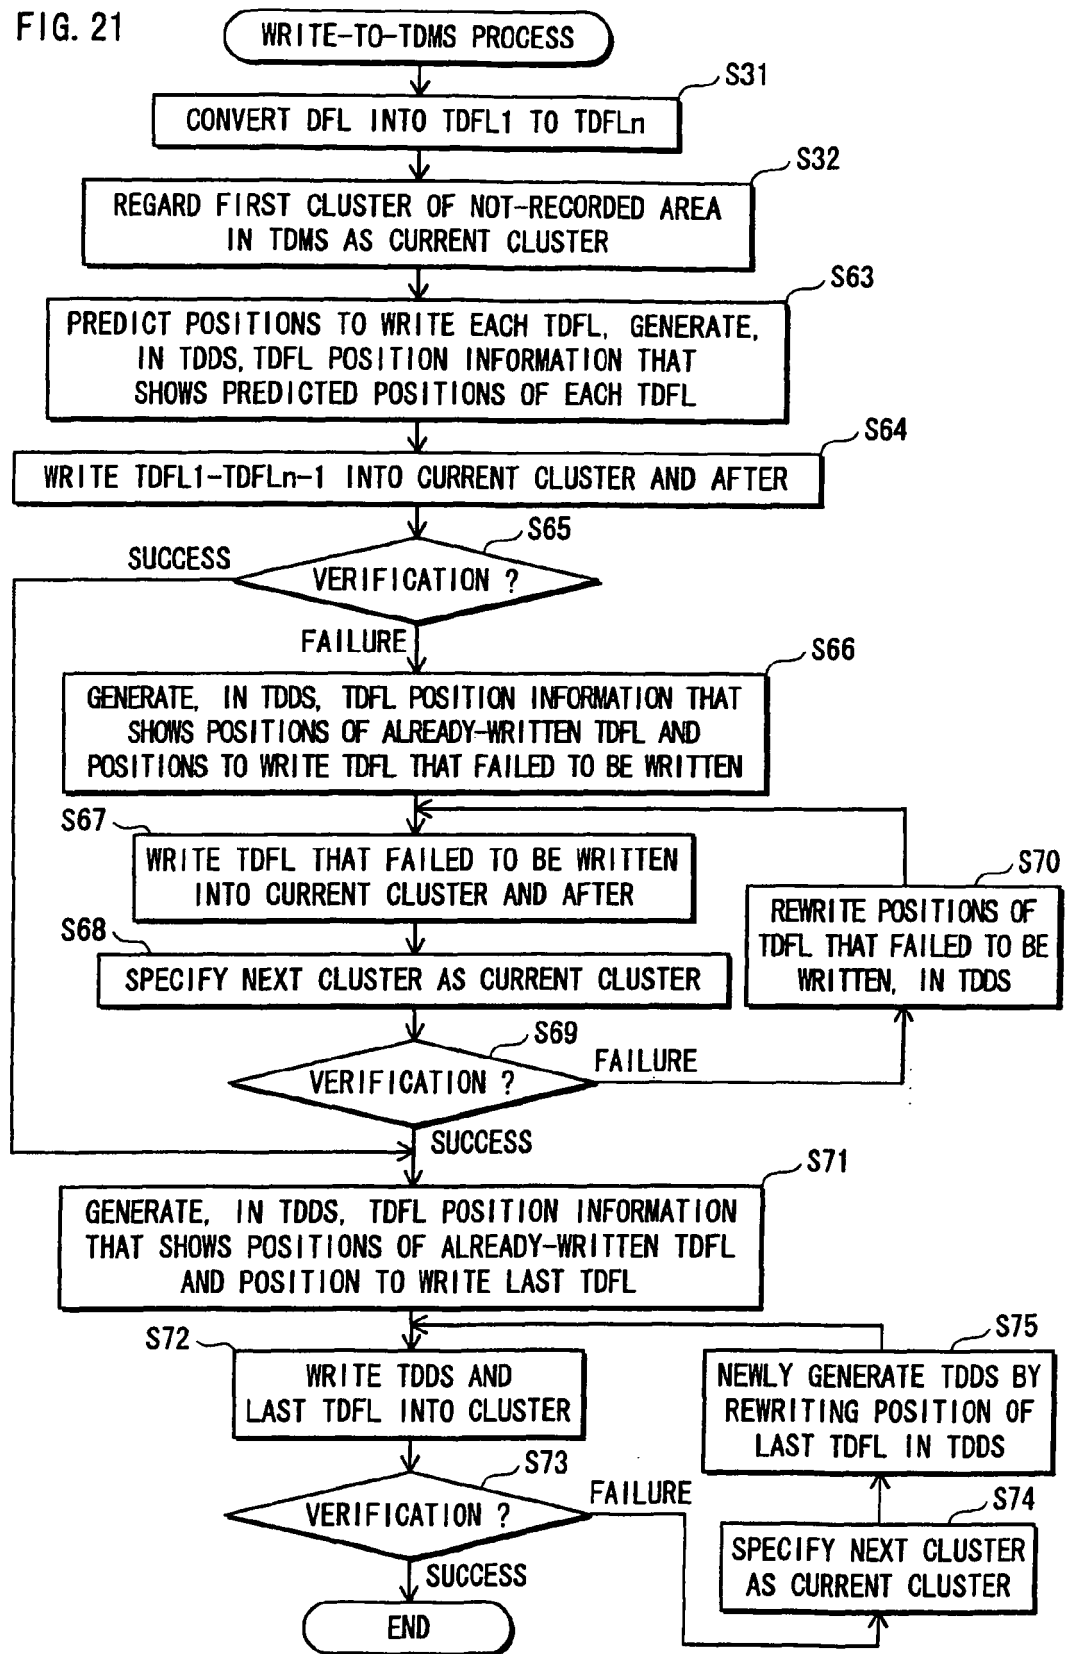 FIG. 21
WRITE-TO-TDMS PROCESS
S31
CONVERT DFL INTO TDFL1 TO TDFLn
S32
REGARD FIRST CLUSTER OF NOT-RECORDED AREA
IN TDMS AS CURRENT CLUSTER
S63
PREDICT POSITIONS TO WRITE EACH TDFL, GENERATE,
IN TDDS, TDFL POSITION INFORMATION THAT
SHOWS PREDICTED POSITIONS OF EACH TDFL
S64
WRITE TDFL1-TDFLn-1 INTO CURRENT CLUSTER AND AFTER
S65
SUCCESS
VERIFICATION ?
FAILURE
S66
GENERATE, IN TDDS, TDFL POSITION INFORMATION THAT
SHOWS POSITIONS OF ALREADY-WRITTEN TDFL AND
POSITIONS TO WRITE TDFL THAT FAILED TO BE WRITTEN
S67
WRITE TDFL THAT FAILED TO BE WRITTEN
INTO CURRENT CLUSTER AND AFTER
S70
REWRITE POSITIONS OF
TDFL THAT FAILED TO BE
WRITTEN, IN TDDS
S68
SPECIFY NEXT CLUSTER AS CURRENT CLUSTER
S69
VERIFICATION ?
FAILURE
SUCCESS
S71
GENERATE, IN TDDS, TDFL POSITION INFORMATION
THAT SHOWS POSITIONS OF ALREADY-WRITTEN TDFL
AND POSITION TO WRITE LAST TDFL
S72
WRITE TDDS AND
LAST TDFL INTO CLUSTER
S75
NEWLY GENERATE TDDS BY
REWRITING POSITION OF
LAST TDFL IN TDDS
S73
VERIFICATION ?
FAILURE
S74
SPECIFY NEXT CLUSTER
AS CURRENT CLUSTER
SUCCESS
END